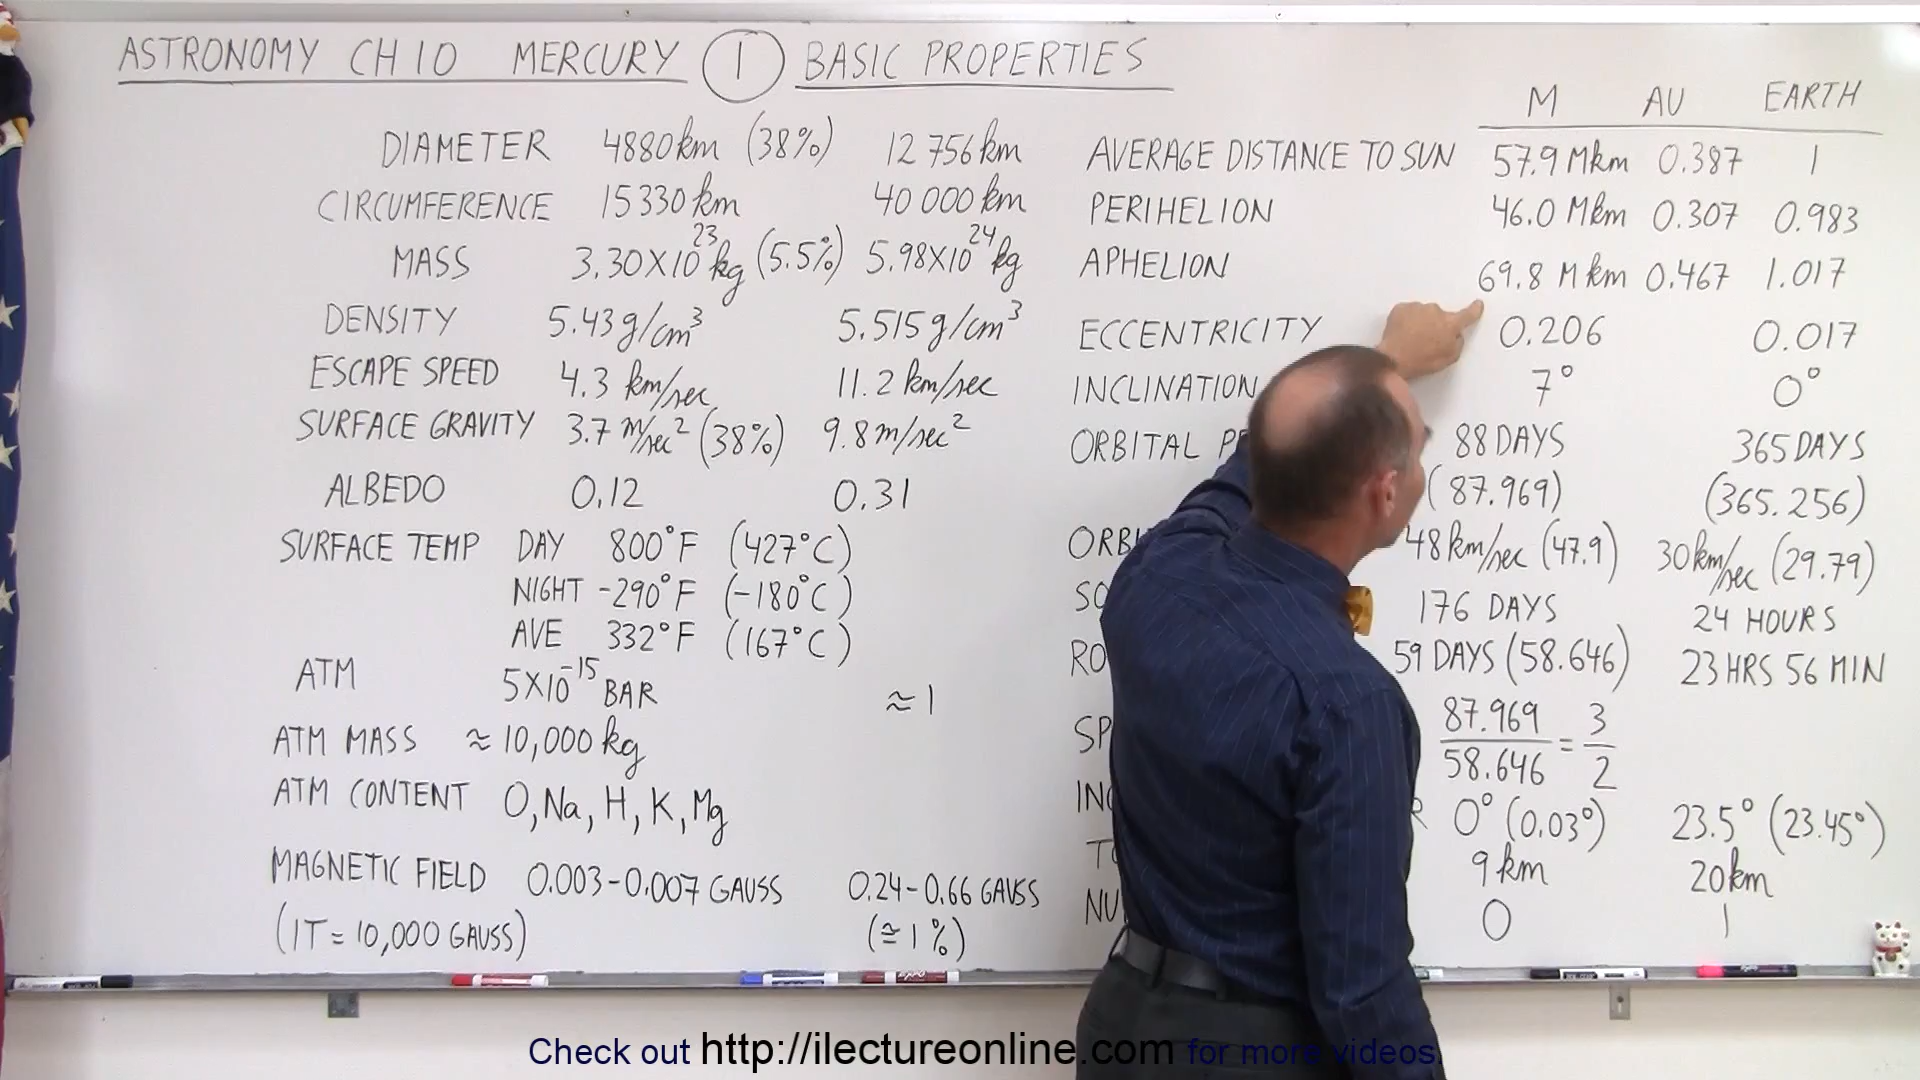 ASTRONOMY CH 10 MERCURY 1 BASIC PROPERTIES
DIAMETER 4880 km (38%) 12 756 km
CIRCUMFERENCE 15 330 km 40 000 km
MASS 3.30X10^23 kg (5.5%) 5.98X10^24 kg
DENSITY 5.43 g/cm^3 5.515 g/cm^3
ESCAPE SPEED 4.3 km/sec 11.2 km/sec
SURFACE GRAVITY 3.7 m/sec^2 (38%) 9.8 m/sec^2
ALBEDO 0.12 0.31
SURFACE TEMP DAY 800°F (427°C)
NIGHT -290°F (-180°C)
AVE 332°F (167°C)
ATM 5X10^-15 BAR ≈ 1
ATM MASS ≈ 10,000 kg
ATM CONTENT O, Na, H, K, Mg
MAGNETIC FIELD 0.003-0.007 GAUSS 0.24-0.66 GAUSS
(1T = 10,000 GAUSS) (≅ 1%)
M AU EARTH
AVERAGE DISTANCE TO SUN 57.9 Mkm 0.387 1
PERIHELION 46.0 Mkm 0.307 0.983
APHELION 69.8 Mkm 0.467 1.017
ECCENTRICITY 0.206 0.017
INCLINATION 7° 0°
ORBITAL 88 DAYS 365 DAYS
(87.969) (365.256)
48 km/sec (47.9) 30 km/sec (29.79)
176 DAYS 24 HOURS
59 DAYS (58.646) 23 HRS 56 MIN
87.969/58.646 = 3/2
0° (0.03°) 23.5° (23.45°)
9 km 20 km
0 1
Check out http://ilectureonline.com for more videos.